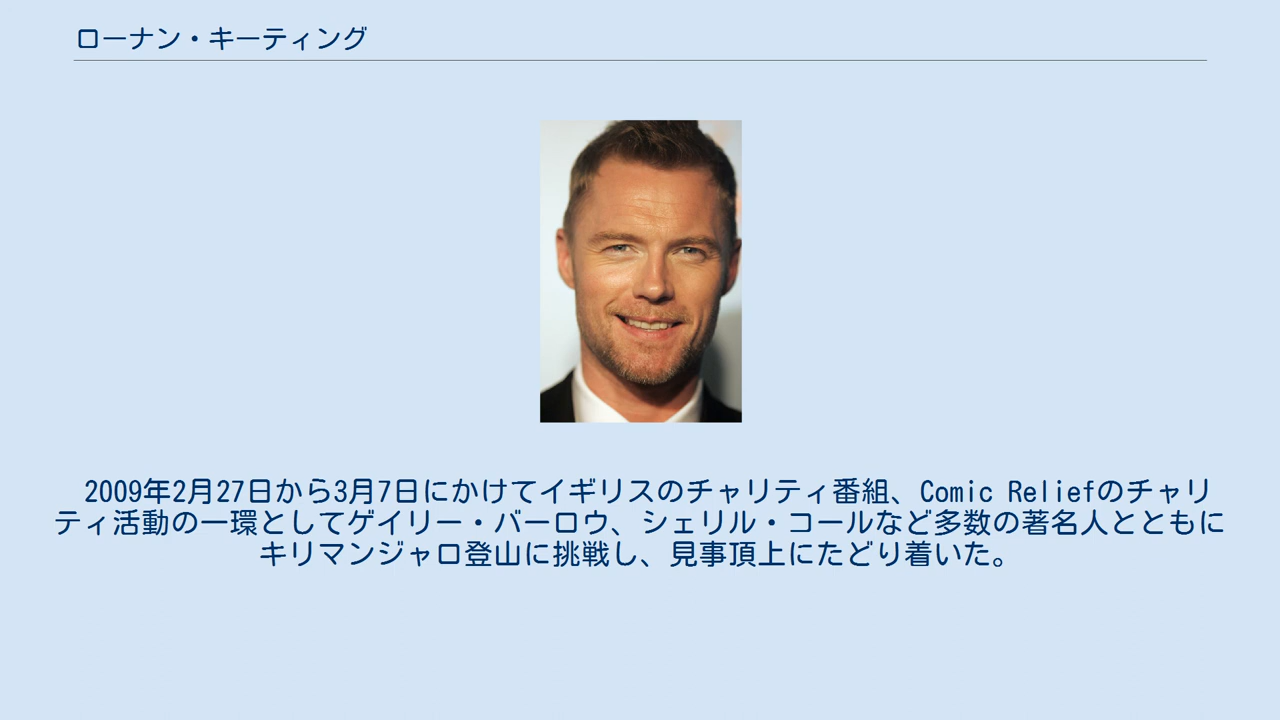 ローナン・キーティング
2009年2月27日から3月7日にかけてイギリスのチャリティ番組、Comic Reliefのチャリ
ティ活動の一環としてゲイリー・バーロウ、シェリル・コールなど多数の著名人とともに
キリマンジャロ登山に挑戦し、見事頂上にたどり着いた。